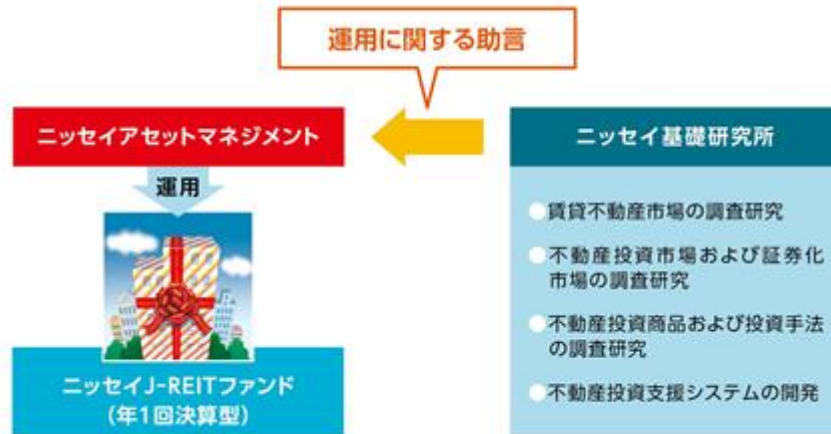 運用に関する助言
ニッセイアセットマネジメント
運用
ニッセイJ-REITファンド
(年1回決算型)
ニッセイ基礎研究所
賃貸不動産市場の調査研究
不動産投資市場および証券化
市場の調査研究
不動産投資商品および投資手法
の調査研究
不動産投資支援システムの開発